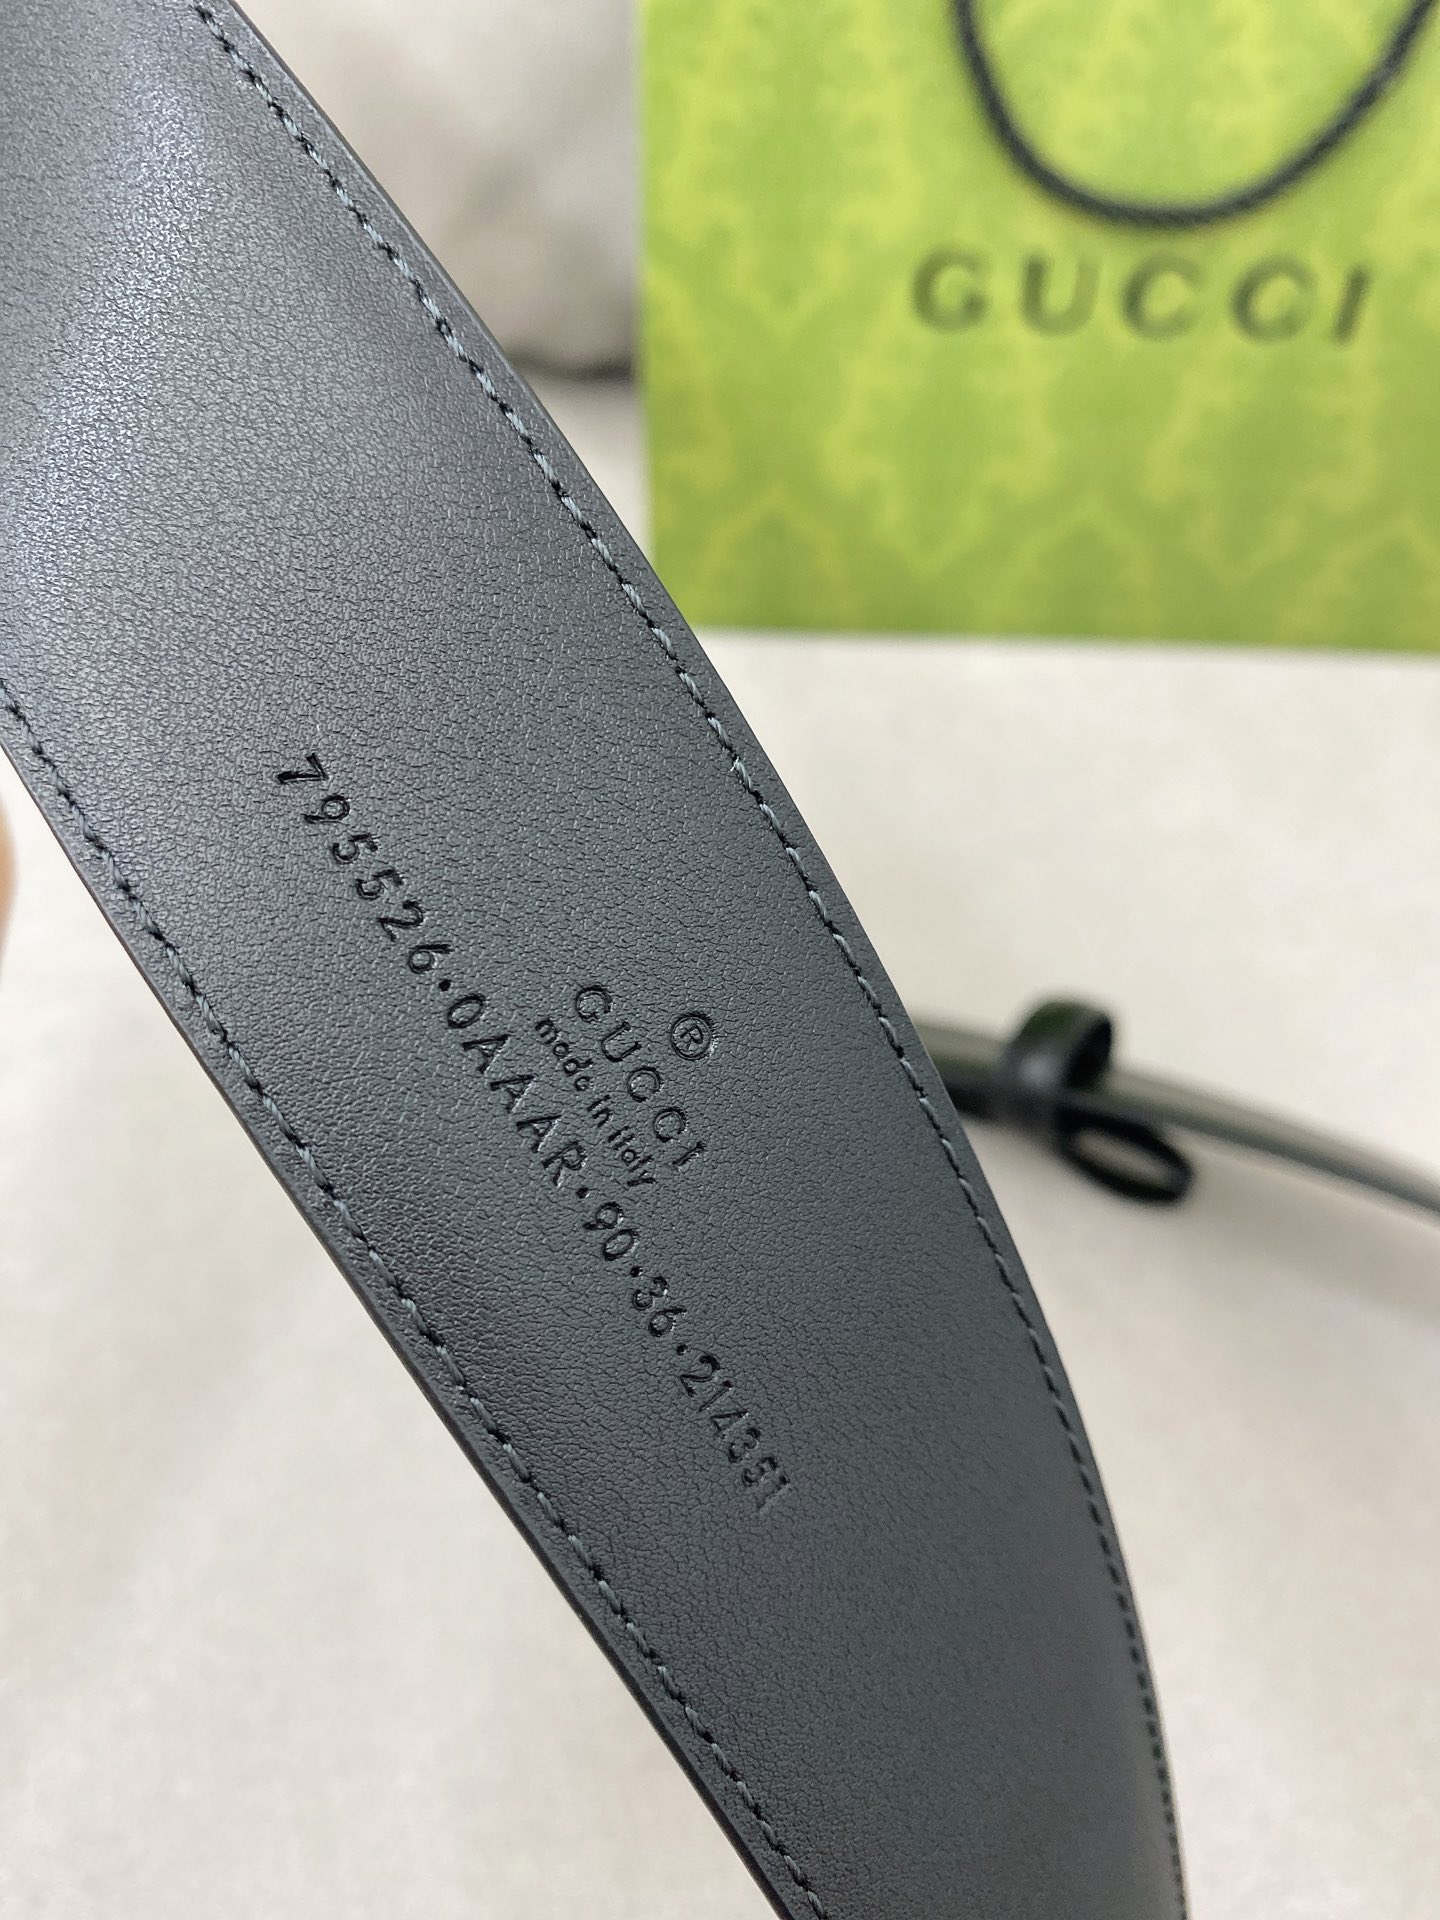 GUCCI
®
GUCCI
made in italy
795526·0AAAR·90·36·214351